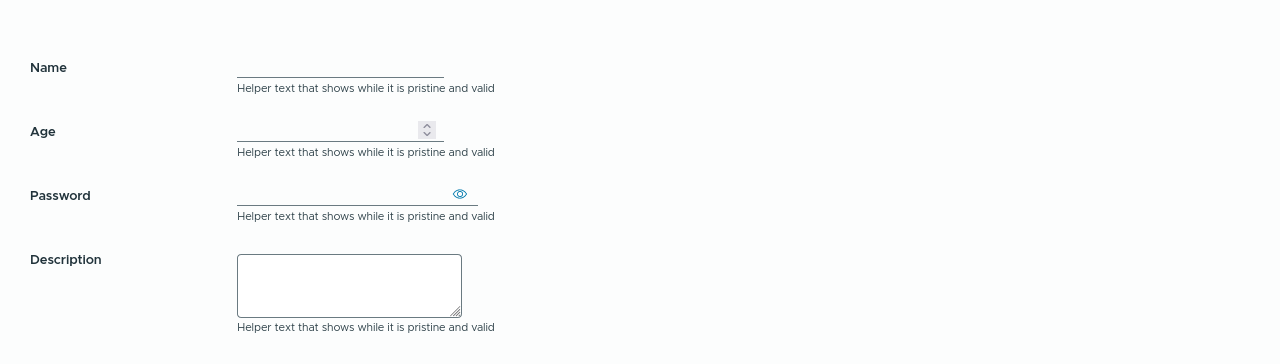 Name
Helper text that shows while it is pristine and valid
Age
Helper text that shows while it is pristine and valid
Password
Helper text that shows while it is pristine and valid
Description
Helper text that shows while it is pristine and valid